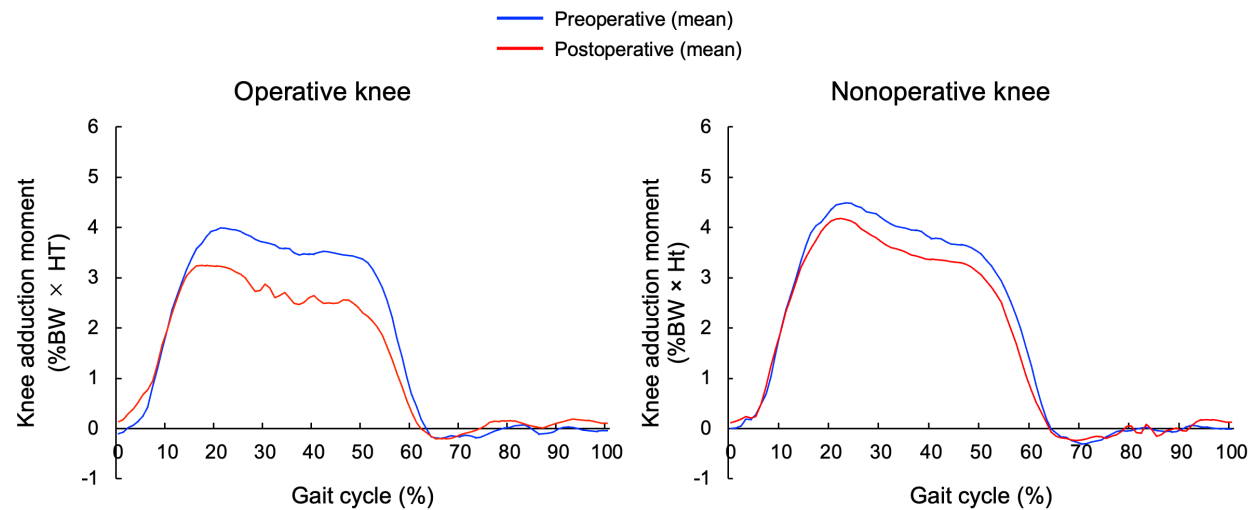 Preoperative (mean)
Postoperative (mean)
Operative knee
Knee adduction moment
(%BW × HT)
6
5
4
3
2
1
0
-1
0 10 20 30 40 50 60 70 80 90 100
Gait cycle (%)
Nonoperative knee
Knee adduction moment
(%BW × Ht)
6
5
4
3
2
1
0
-1
0 10 20 30 40 50 60 70 80 90 100
Gait cycle (%)